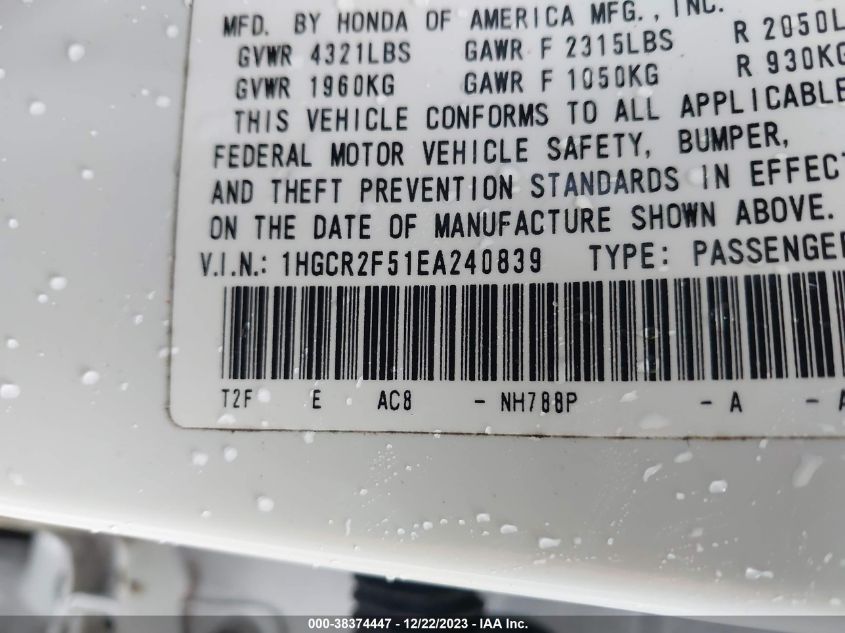 MFD. BY HONDA OF AMERICA MFG., INC.
GVWR 4321LBS GAWR F 2315LBS R 2050L
GVWR 1960KG GAWR F 1050KG R 930KG
THIS VEHICLE CONFORMS TO ALL APPLICABLE
FEDERAL MOTOR VEHICLE SAFETY, BUMPER,
AND THEFT PREVENTION STANDARDS IN EFFECT
ON THE DATE OF MANUFACTURE SHOWN ABOVE.
V.I.N.: 1HGCR2F51EA240839 TYPE: PASSENGER
T2F E AC8 - NH788P - A - A
000-38374447 - 12/22/2023 - IAA Inc.